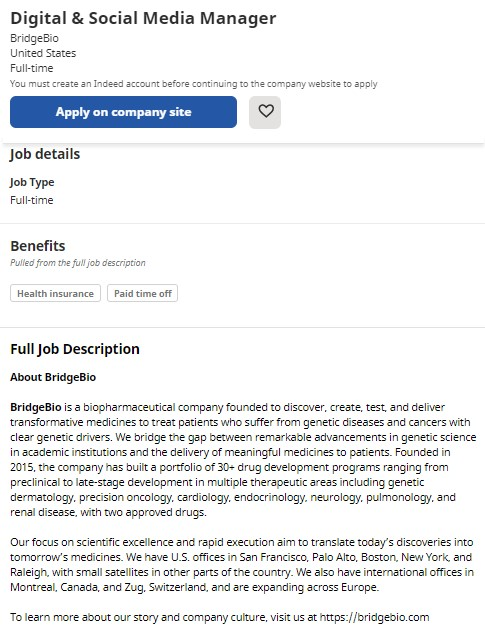 Digital & Social Media Manager
BridgeBio
United States
Full-time
You must create an Indeed account before continuing to the company website to apply
Apply on company site
Job details
Job Type
Full-time
Benefits
Pulled from the full job description
Health insurance
Paid time off
Full Job Description
About BridgeBio
BridgeBio is a biopharmaceutical company founded to discover, create, test, and deliver
transformative medicines to treat patients who suffer from genetic diseases and cancers with
clear genetic drivers. We bridge the gap between remarkable advancements in genetic science
in academic institutions and the delivery of meaningful medicines to patients. Founded in
2015, the company has built a portfolio of 30+ drug development programs ranging from
preclinical to late-stage development in multiple therapeutic areas including genetic
dermatology, precision oncology, cardiology, endocrinology, neurology, pulmonology, and
renal disease, with two approved drugs.
Our focus on scientific excellence and rapid execution aim to translate today's discoveries into
tomorrow's medicines. We have U.S. offices in San Francisco, Palo Alto, Boston, New York, and
Raleigh, with small satellites in other parts of the country. We also have international offices in
Montreal, Canada, and Zug, Switzerland, and are expanding across Europe.
To learn more about our story and company culture, visit us at https://bridgebio.com